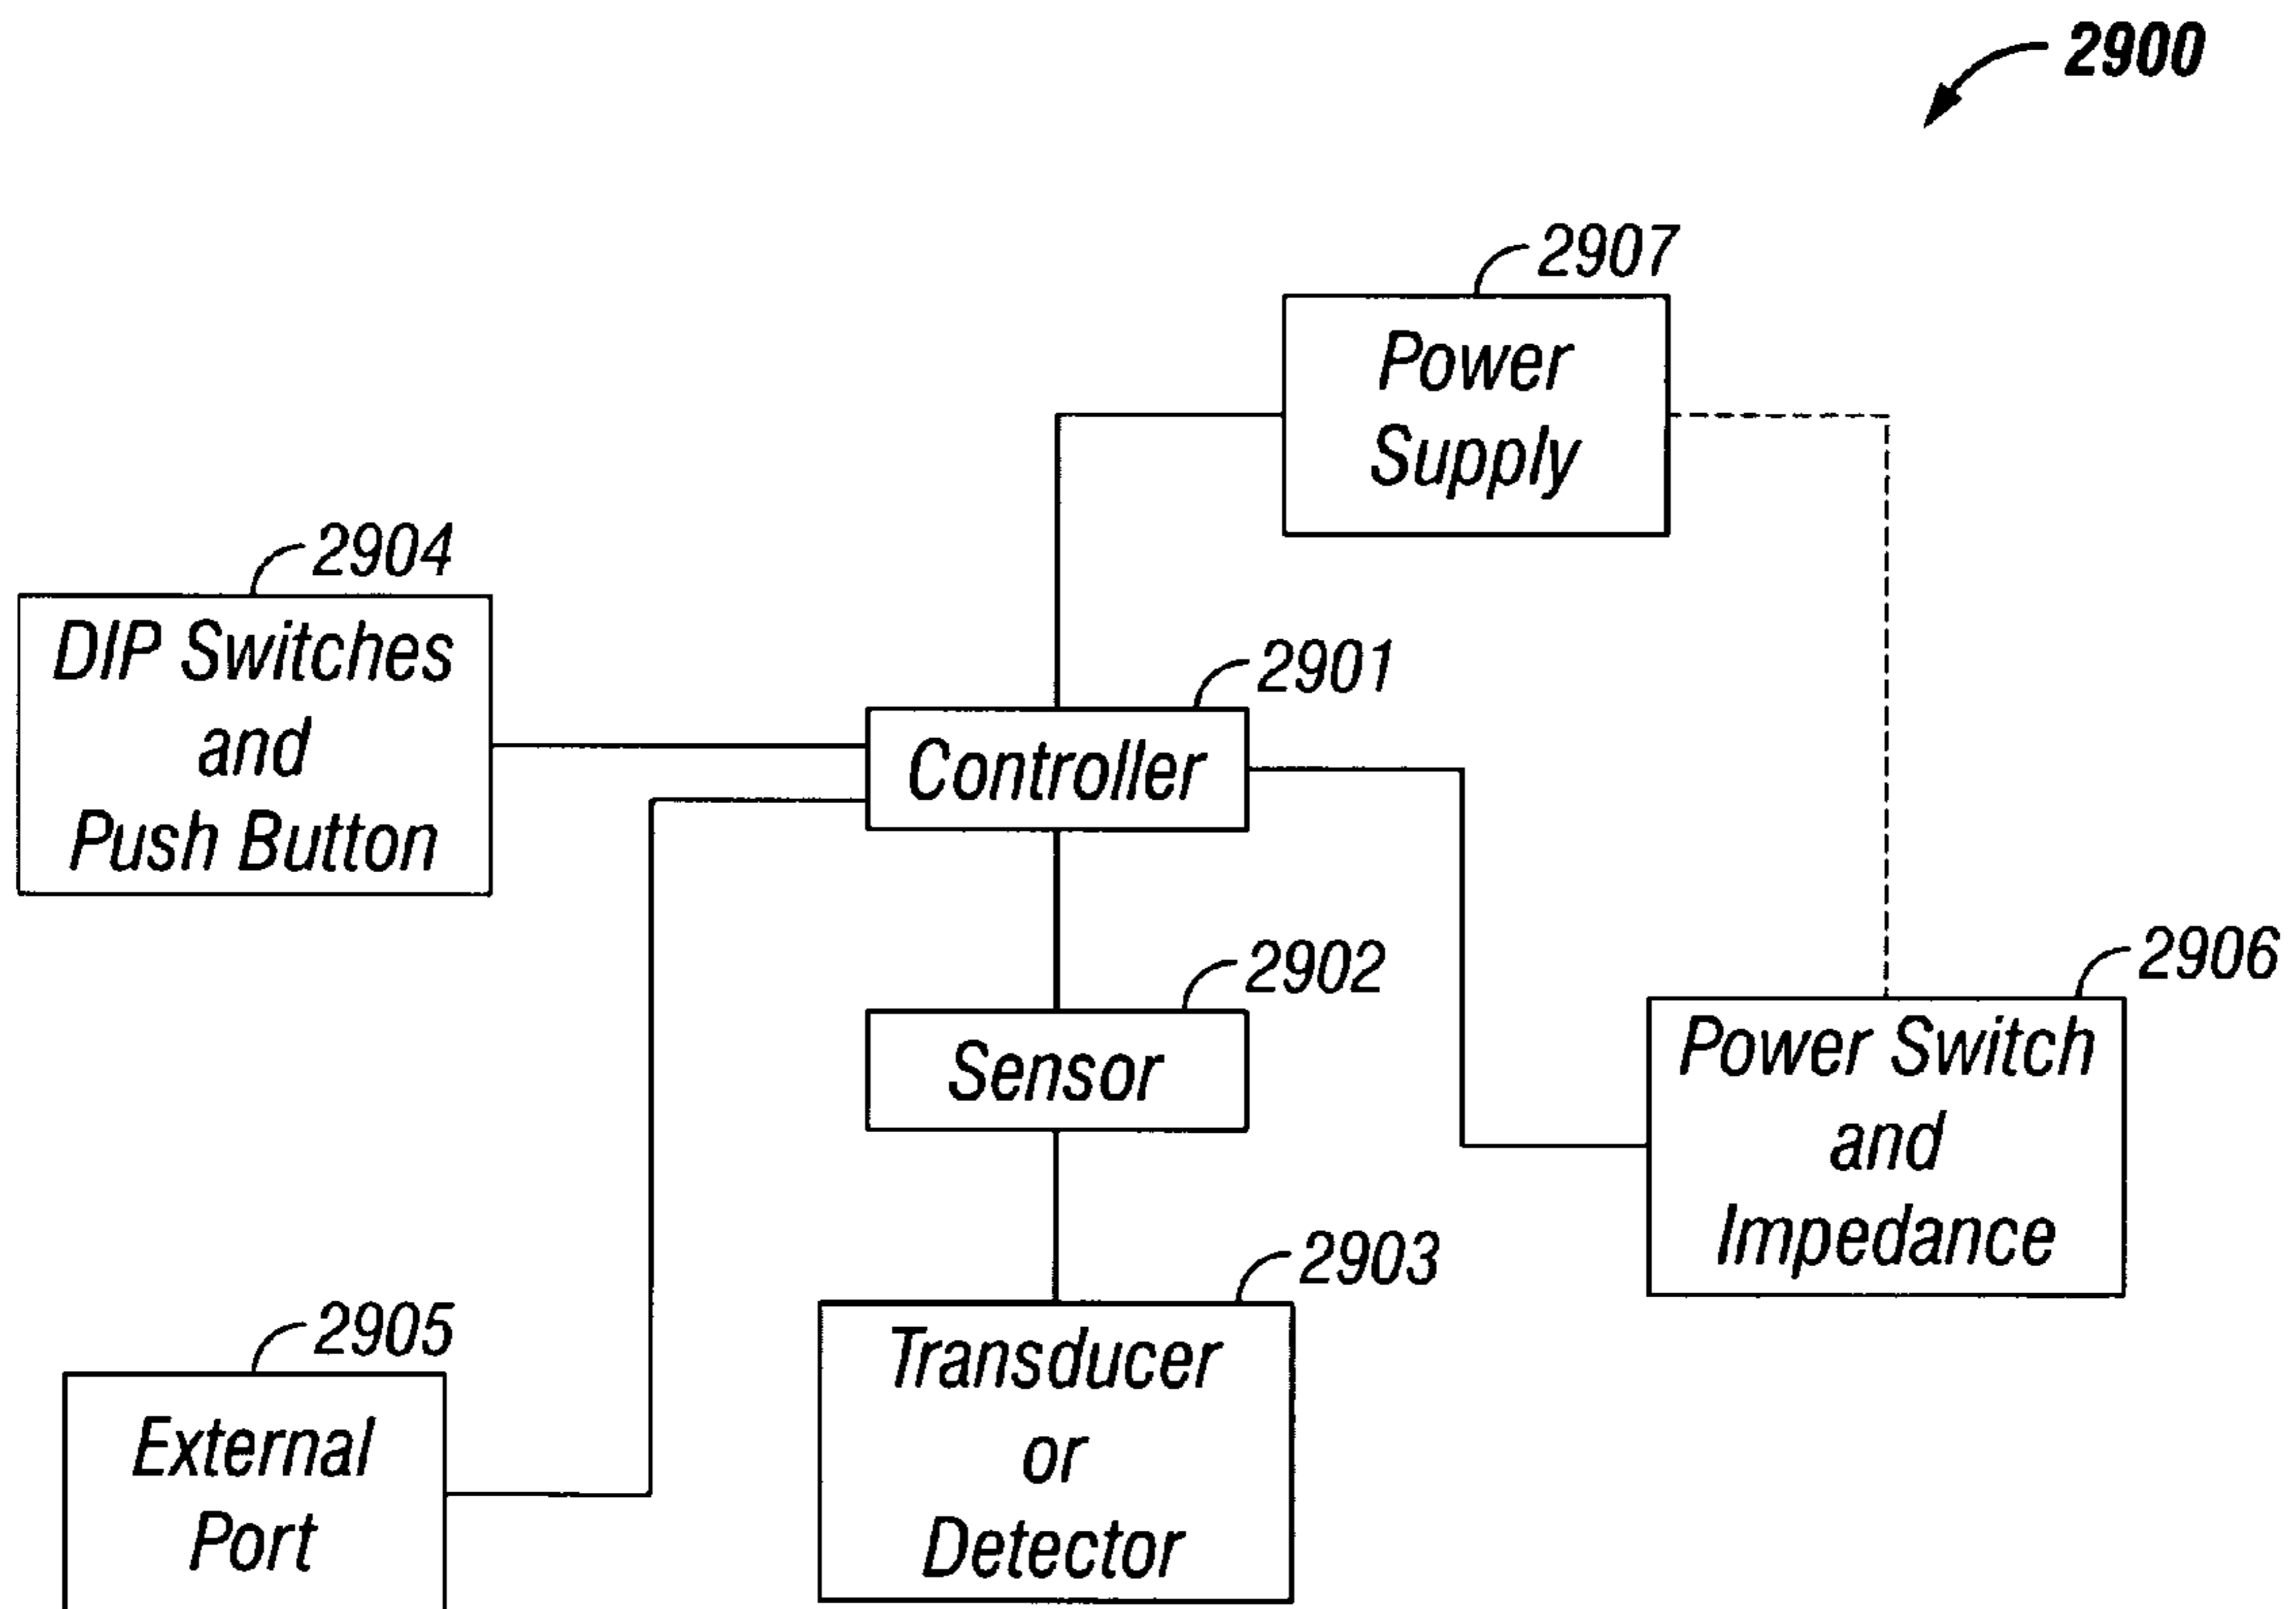 2900
2907
Power
Supply
2904
DIP Switches
and
Push Button
2901
Controller
2902
Sensor
2906
Power Switch
and
Impedance
2903
Transducer
or
Detector
2905
External
Port